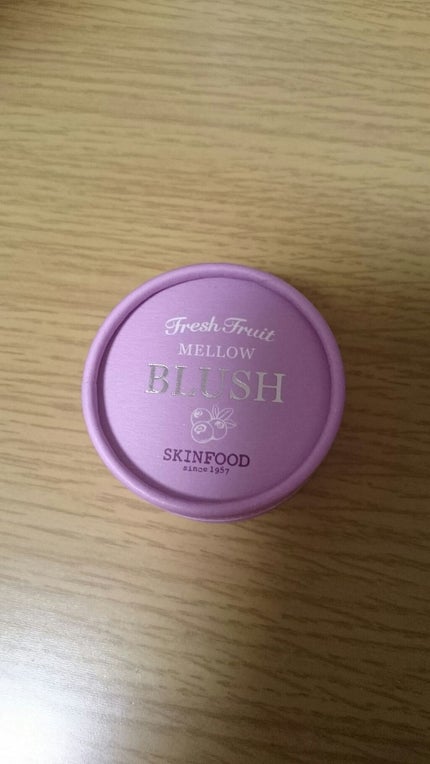 Fresh Fruit
MELLOW
BLUSH
SKINFOOD
since 1957